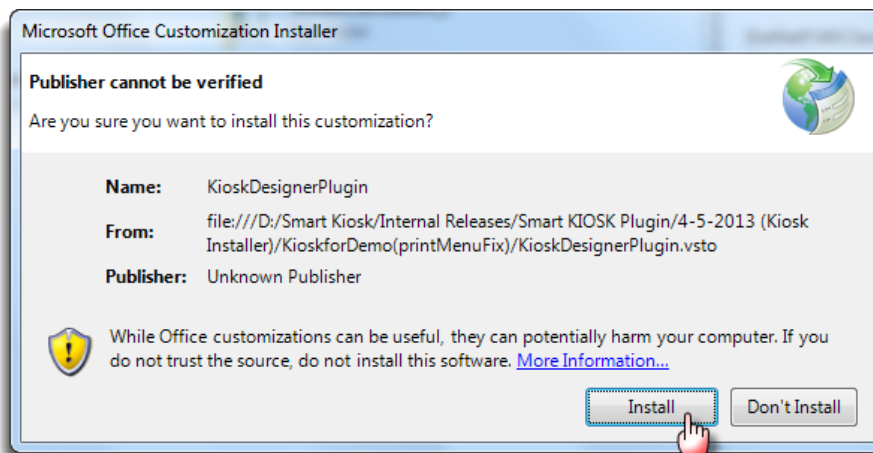 Microsoft Office Customization Installer
Publisher cannot be verified
Are you sure you want to install this customization?
Name: KioskDesignerPlugin
From: file:///D:/Smart Kiosk/Internal Releases/Smart KIOSK Plugin/4-5-2013 (Kiosk
Installer)/KioskforDemo(printMenuFix)/KioskDesignerPlugin.vsto
Publisher: Unknown Publisher
While Office customizations can be useful, they can potentially harm your computer. If you
do not trust the source, do not install this software. More Information...
Install Don't Install